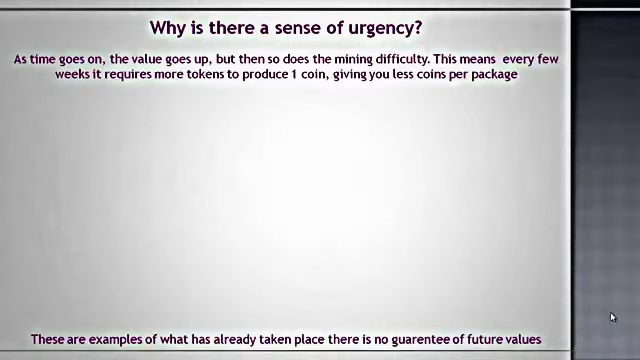 Why is there a sense of urgency?
As time goes on, the value goes up, but then so does the mining difficulty. This means every few
weeks it requires more tokens to produce 1 coin, giving you less coins per package
These are examples of what has already taken place there is no guarentee of future values